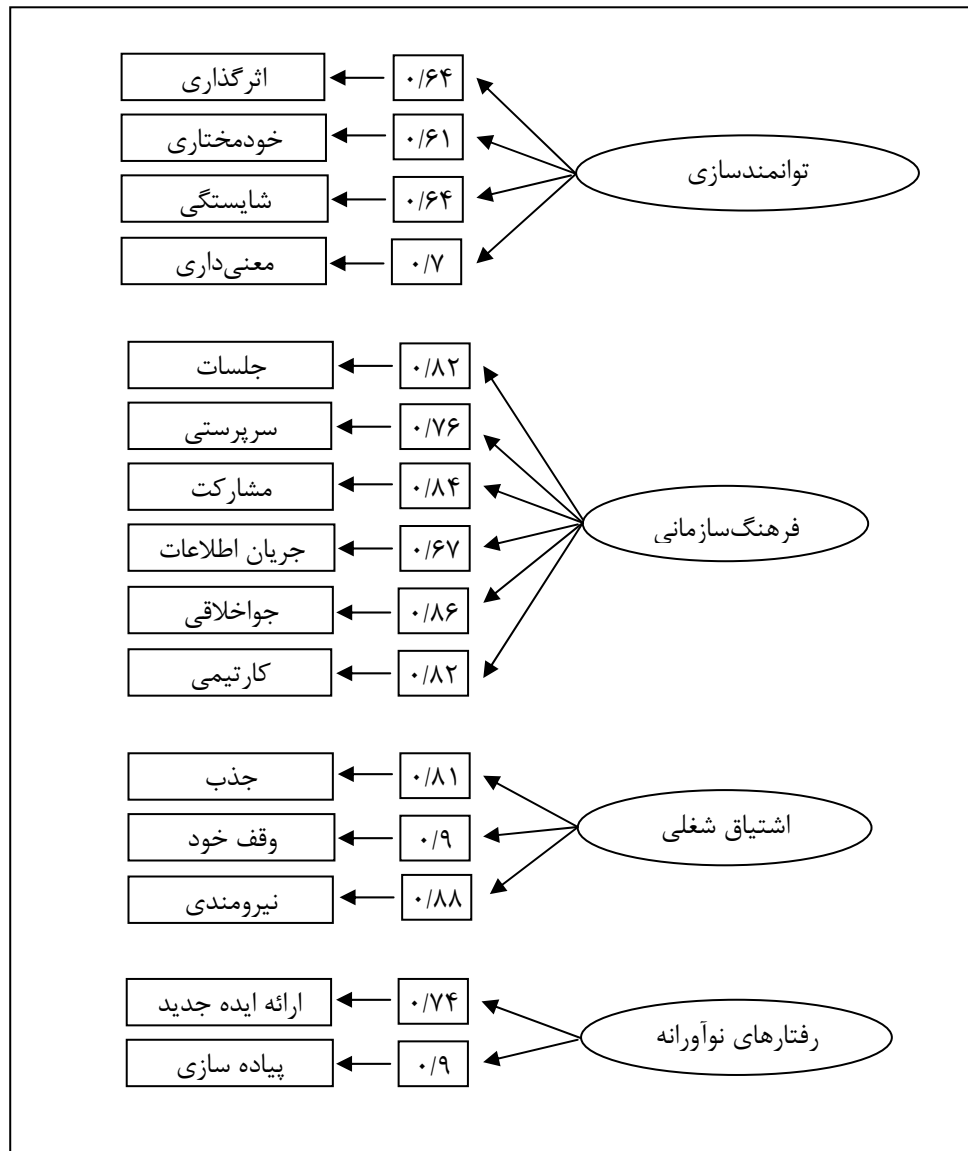 اثرگذاری ۰/۶۴
خودمختاری ۰/۶۱
توانمندسازی
شایستگی ۰/۶۴
معنی‌داری ۰/۷
جلسات ۰/۸۲
سرپرستی ۰/۷۶
مشارکت ۰/۸۴
فرهنگ‌سازمانی
جریان اطلاعات ۰/۶۷
جواخلاقی ۰/۸۶
کارتیمی ۰/۸۲
جذب ۰/۸۱
اشتیاق شغلی
وقف خود ۰/۹
نیرومندی ۰/۸۸
ارائه ایده جدید ۰/۷۴
رفتارهای نوآورانه
پیاده سازی ۰/۹